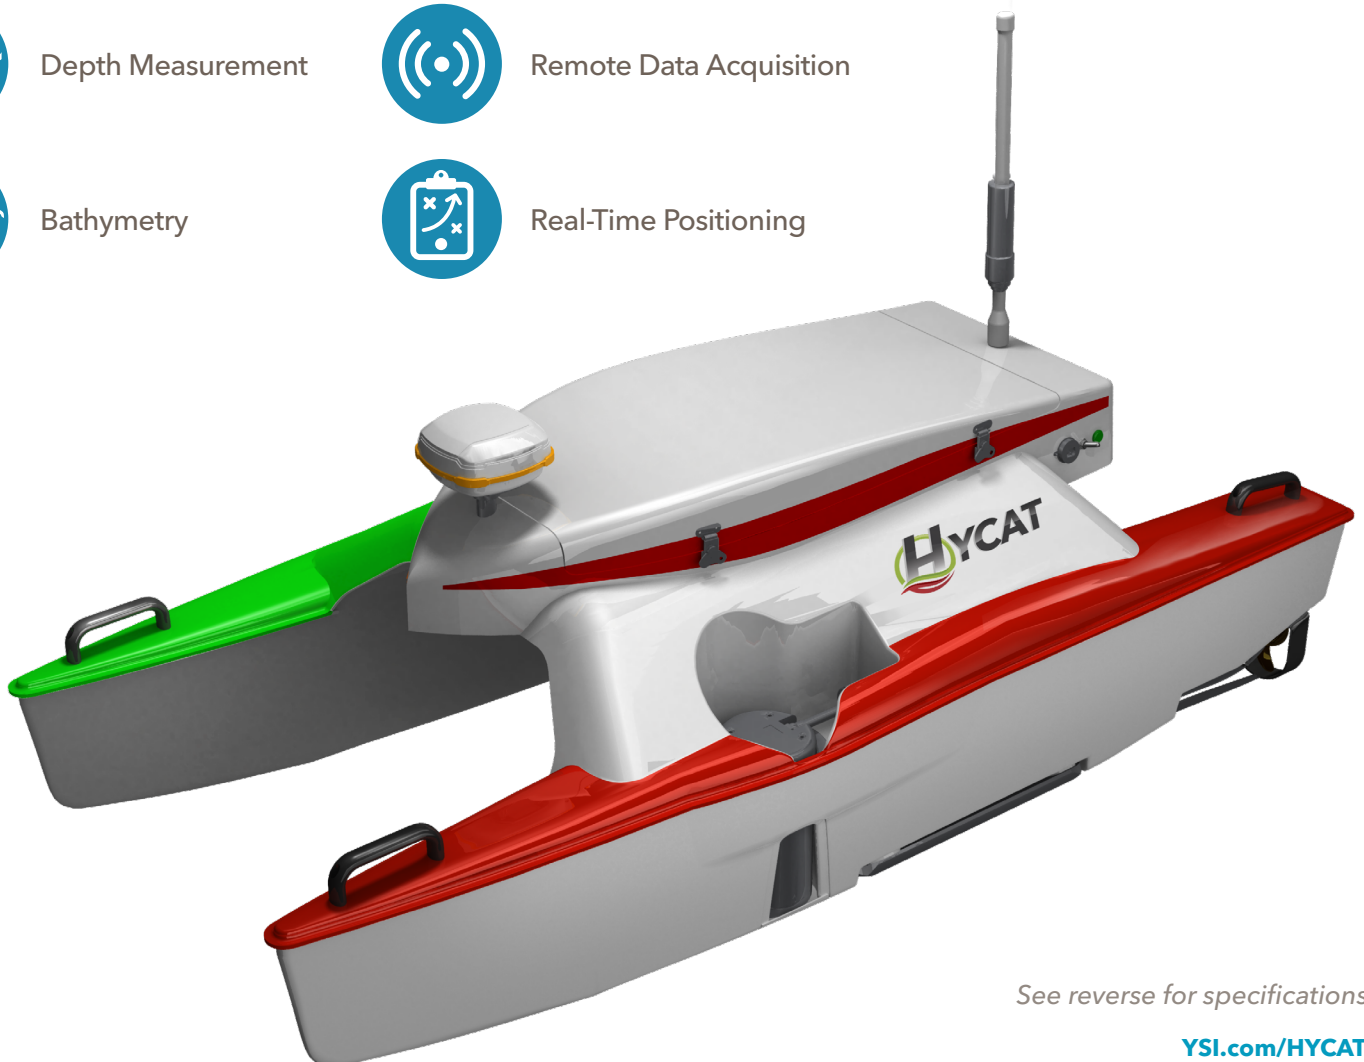 Depth Measurement
Remote Data Acquisition
Bathymetry
Real-Time Positioning
HYCAT
See reverse for specifications
YSI.com/HYCAT